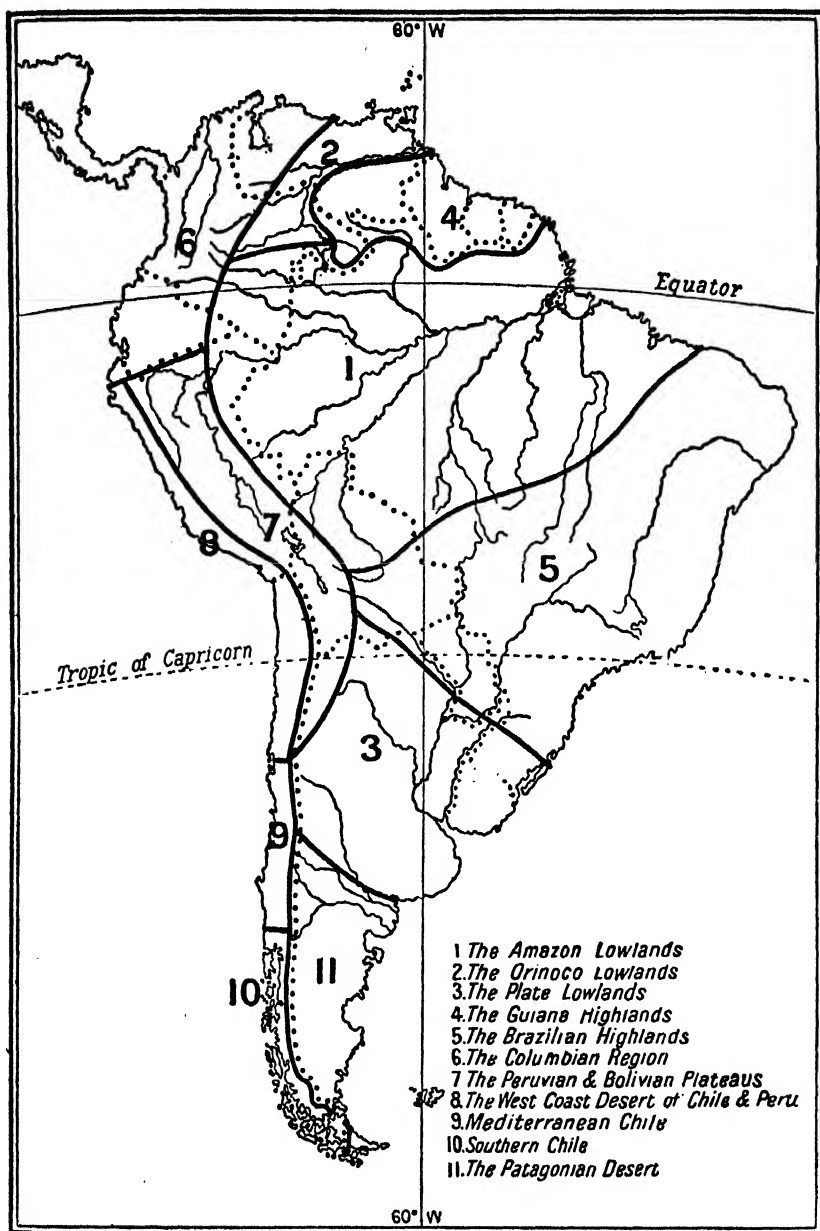 60° W
2
4
6
Equator
1
7
8
5
Tropic of Capricorn
3
9
10
11
1 The Amazon Lowlands
2.The Orinoco Lowlands
3.The Plate Lowlands
4.The Guiana Highlands
5.The Brazilian Highlands
6.The Columbian Region
7 The Peruvian & Bolivian Plateaus
8.The West Coast Desert of Chile & Peru
9.Mediterranean Chile
10.Southern Chile
11.The Patagonian Desert
60° W